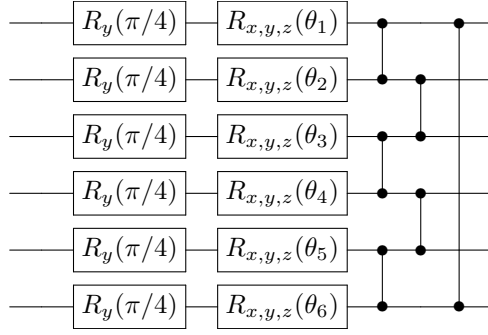 R_y(π/4) R_{x,y,z}(θ_1)
R_y(π/4) R_{x,y,z}(θ_2)
R_y(π/4) R_{x,y,z}(θ_3)
R_y(π/4) R_{x,y,z}(θ_4)
R_y(π/4) R_{x,y,z}(θ_5)
R_y(π/4) R_{x,y,z}(θ_6)